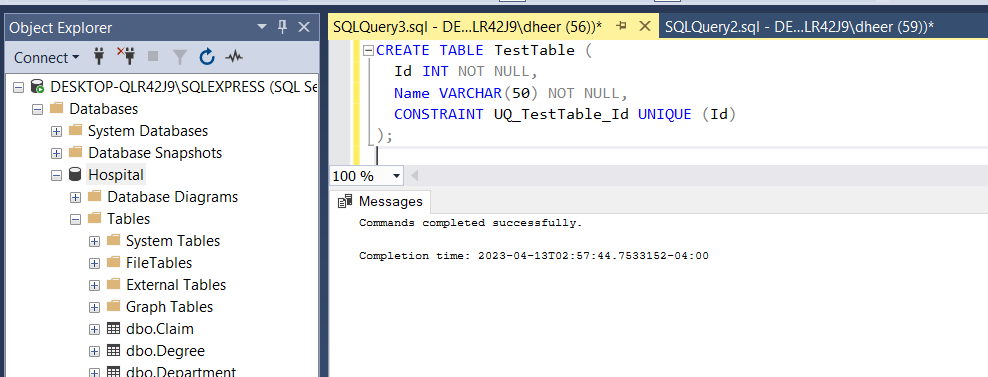 Object Explorer
Connect
DESKTOP-QLR42J9\SQLEXPRESS (SQL Se
Databases
System Databases
Database Snapshots
Hospital
Database Diagrams
Tables
System Tables
FileTables
External Tables
Graph Tables
dbo.Claim
dbo.Degree
dbo.Department
SQLQuery3.sql - DE...LR42J9\dheer (56))*
SQLQuery2.sql - DE...LR42J9\dheer (59))*
CREATE TABLE TestTable (
Id INT NOT NULL,
Name VARCHAR(50) NOT NULL,
CONSTRAINT UQ_TestTable_Id UNIQUE (Id)
);
100 %
Messages
Commands completed successfully.
Completion time: 2023-04-13T02:57:44.7533152-04:00